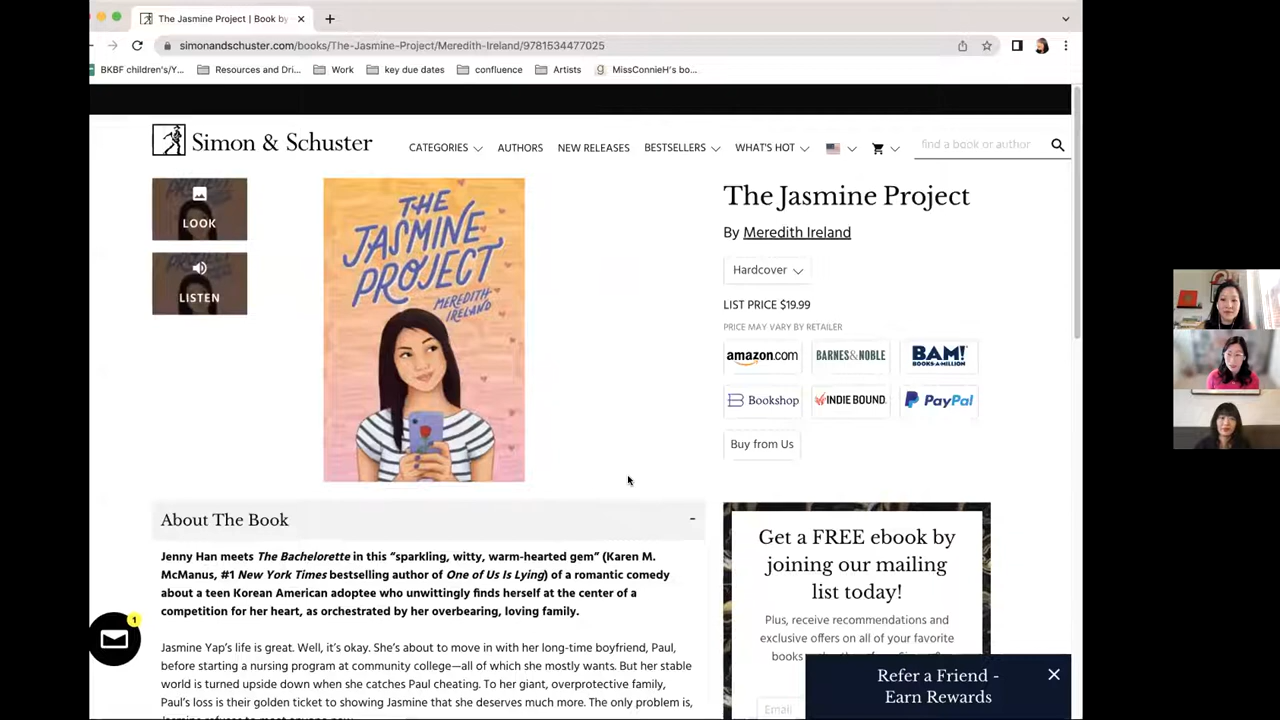 The Jasmine Project | Book by
simonandschuster.com/books/The-Jasmine-Project/Meredith-Ireland/9781534477025
BKBF children's/Y...
Resources and Dri...
Work
key due dates
confluence
Artists
MissConnieH's bo...
Simon & Schuster
CATEGORIES
AUTHORS
NEW RELEASES
BESTSELLERS
WHAT'S HOT
find a book or author
LOOK
LISTEN
THE
JASMINE
PROJECT
MEREDITH
IRELAND
The Jasmine Project
By Meredith Ireland
Hardcover
LIST PRICE $19.99
PRICE MAY VARY BY RETAILER
amazon.com
BARNES & NOBLE
BAM!
BOOKS-A-MILLION
Bookshop
INDIE BOUND
PayPal
Buy from Us
About The Book
-
Jenny Han meets The Bachelorette in this "sparkling, witty, warm-hearted gem" (Karen M.
McManus, #1 New York Times bestselling author of One of Us Is Lying) of a romantic comedy
about a teen Korean American adoptee who unwittingly finds herself at the center of a
competition for her heart, as orchestrated by her overbearing, loving family.
Jasmine Yap's life is great. Well, it's okay. She's about to move in with her long-time boyfriend, Paul,
before starting a nursing program at community college—all of which she mostly wants. But her stable
world is turned upside down when she catches Paul cheating. To her giant, overprotective family,
Paul's loss is their golden ticket to showing Jasmine that she deserves much more. The only problem is,
1
Get a FREE ebook by
joining our mailing
list today!
Plus, receive recommendations and
exclusive offers on all of your favorite
books
Email
Refer a Friend -
Earn Rewards